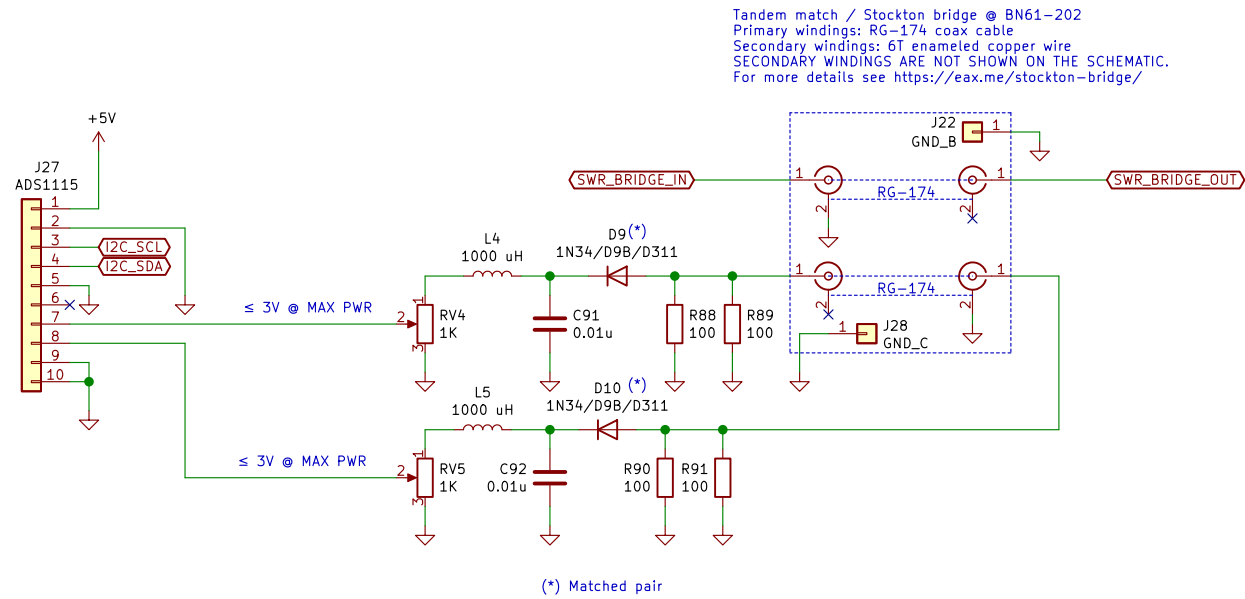 Tandem match / Stockton bridge @ BN61-202
Primary windings: RG-174 coax cable
Secondary windings: 6T enameled copper wire
SECONDARY WINDINGS ARE NOT SHOWN ON THE SCHEMATIC.
For more details see https://eax.me/stockton-bridge/
+5V
J22
1
GND_B
J27
ADS1115
1
2
3
4
5
6
7
8
9
10
I2C_SCL
I2C_SDA
SWR_BRIDGE_IN
1
2
RG-174
1
2
SWR_BRIDGE_OUT
L4
1000 uH
D9(*)
1N34/D9B/D311
1
2
RG-174
1
2
≤ 3V @ MAX PWR
1
2
3
RV4
1K
C91
0.01u
R88
100
R89
100
1
J28
GND_C
L5
1000 uH
D10 (*)
1N34/D9B/D311
≤ 3V @ MAX PWR
1
2
3
RV5
1K
C92
0.01u
R90
100
R91
100
(*) Matched pair